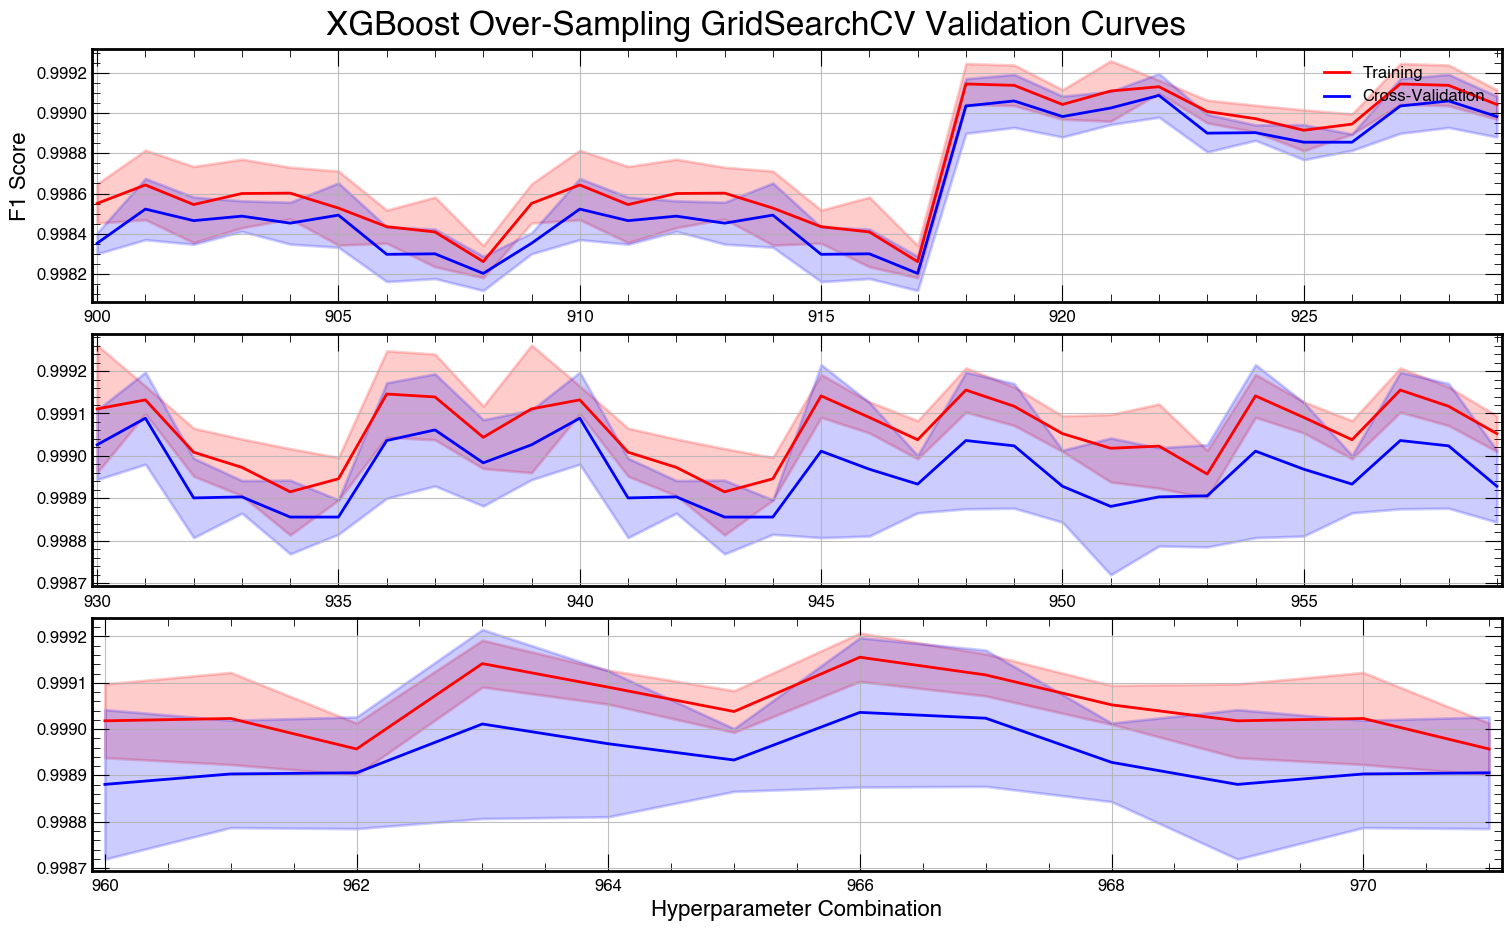 XGBoost Over-Sampling GridSearchCV Validation Curves
F1 Score
0.9992
0.9990
0.9988
0.9986
0.9984
0.9982
Training
Cross-Validation
900 905 910 915 920 925
0.9992
0.9991
0.9990
0.9989
0.9988
0.9987
930 935 940 945 950 955
0.9992
0.9991
0.9990
0.9989
0.9988
0.9987
960 962 964 966 968 970
Hyperparameter Combination